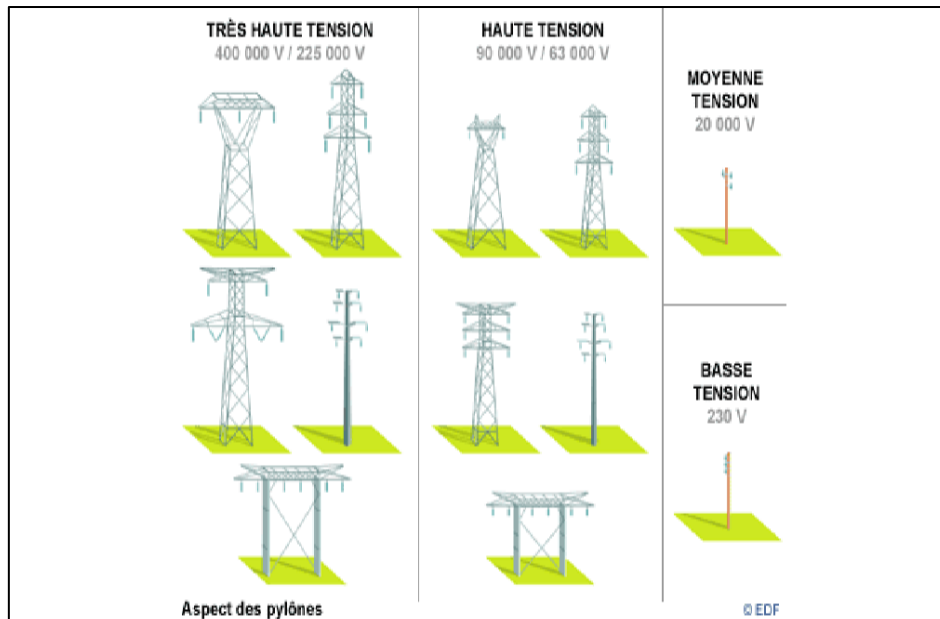 TRÈS HAUTE TENSION
400 000 V / 225 000 V
HAUTE TENSION
90 000 V / 63 000 V
MOYENNE
TENSION
20 000 V
BASSE
TENSION
230 V
Aspect des pylônes
© EDF